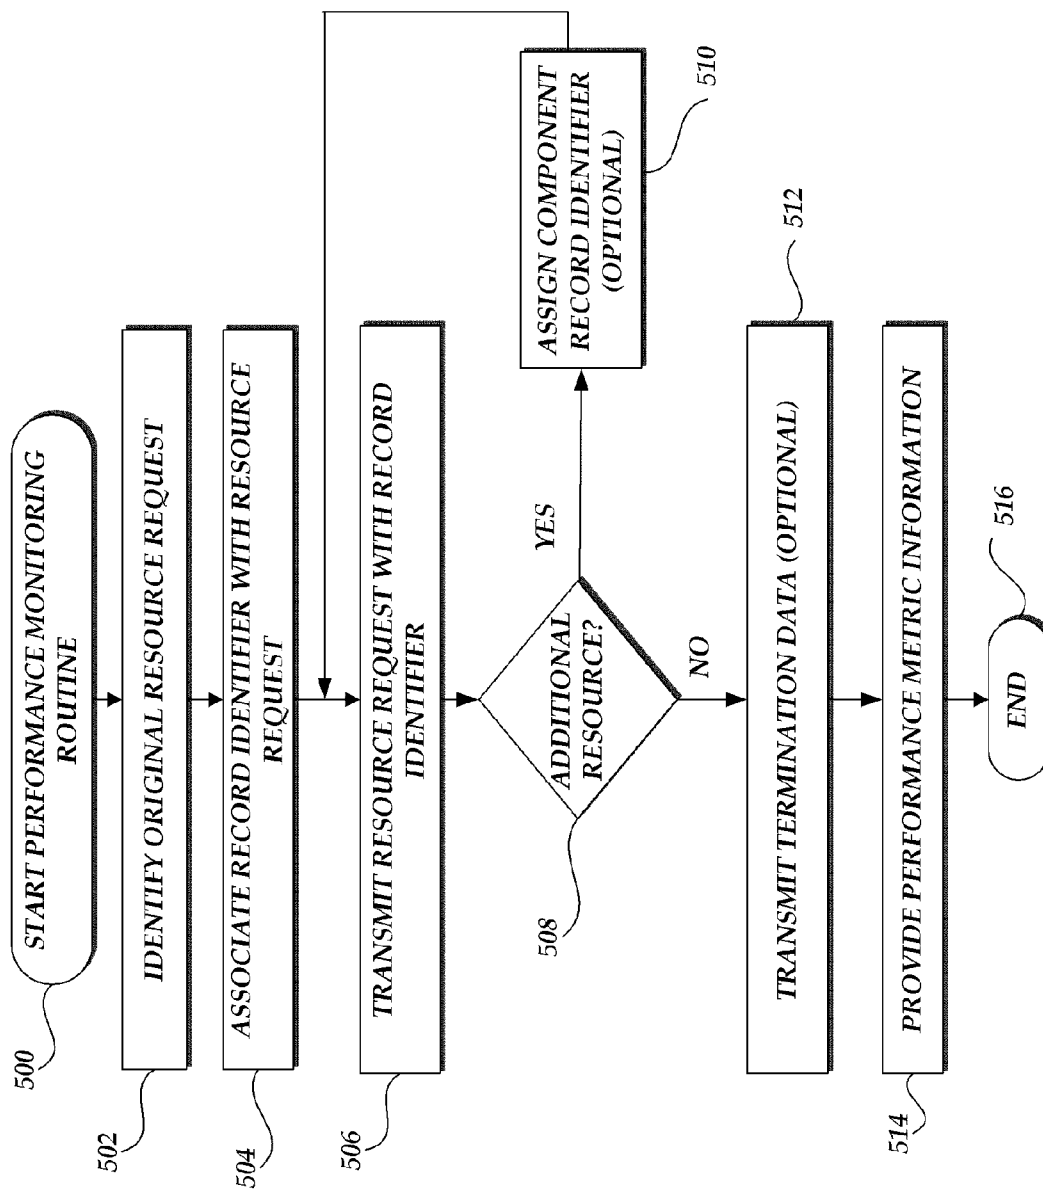 START PERFORMANCE MONITORING
ROUTINE
500
IDENTIFY ORIGINAL RESOURCE REQUEST
502
ASSOCIATE RECORD IDENTIFIER WITH RESOURCE
REQUEST
504
TRANSMIT RESOURCE REQUEST WITH RECORD
IDENTIFIER
506
ADDITIONAL
RESOURCE?
508
YES
ASSIGN COMPONENT
RECORD IDENTIFIER
(OPTIONAL)
510
NO
TRANSMIT TERMINATION DATA (OPTIONAL)
512
PROVIDE PERFORMANCE METRIC INFORMATION
514
END
516